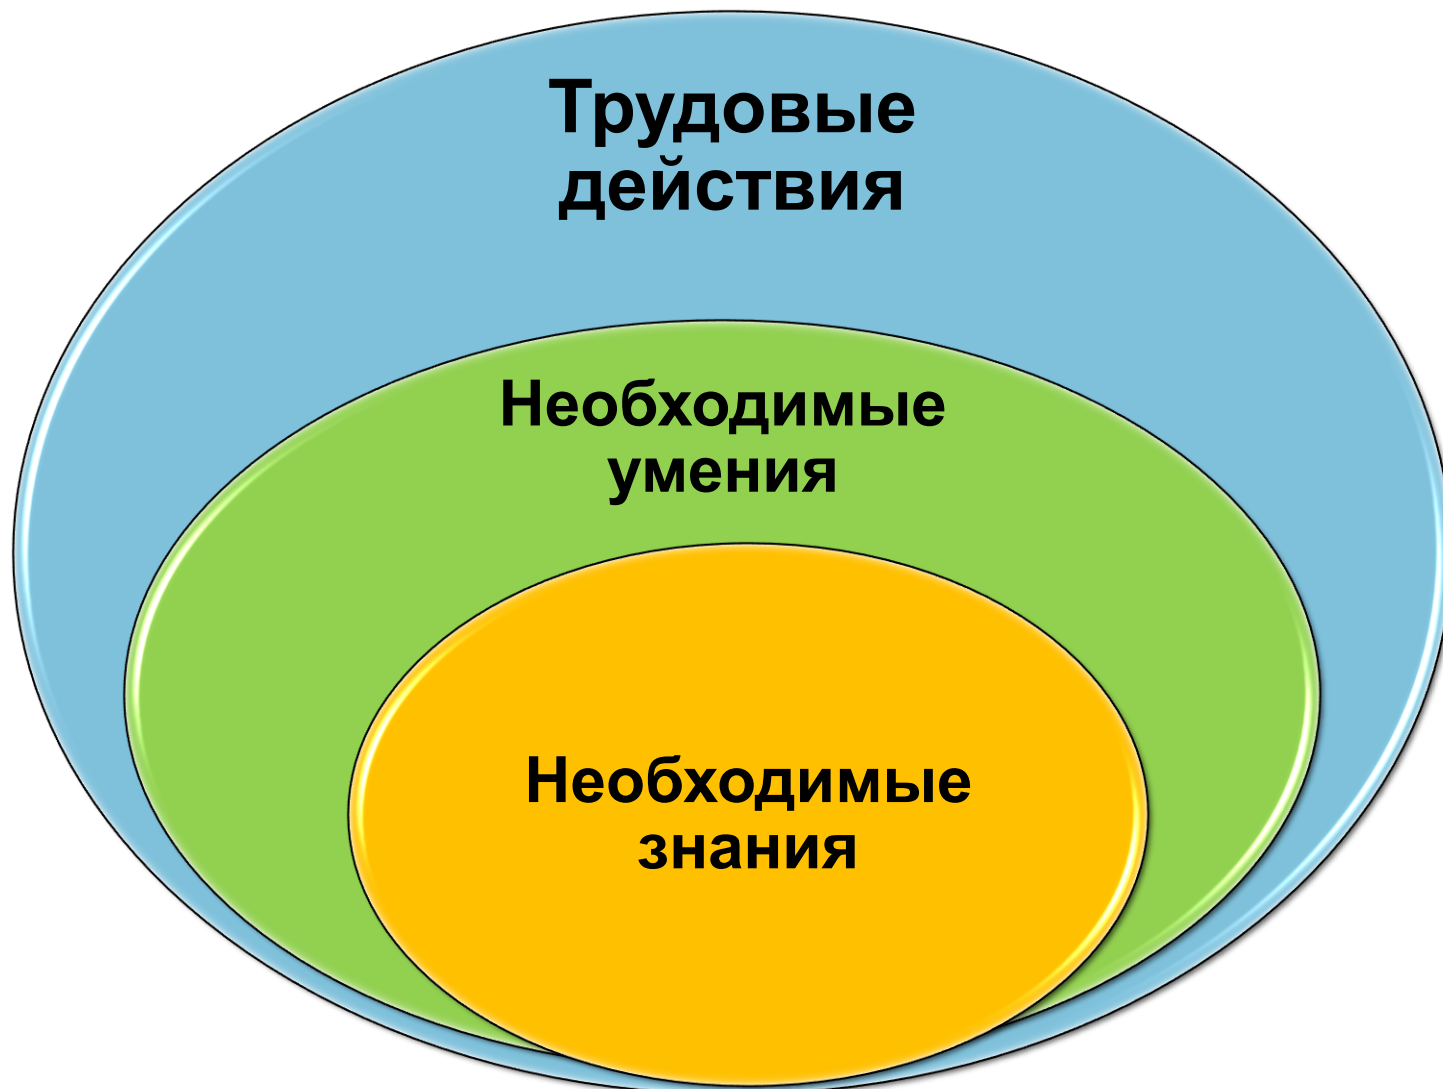 Трудовые
действия
Необходимые
умения
Необходимые
знания